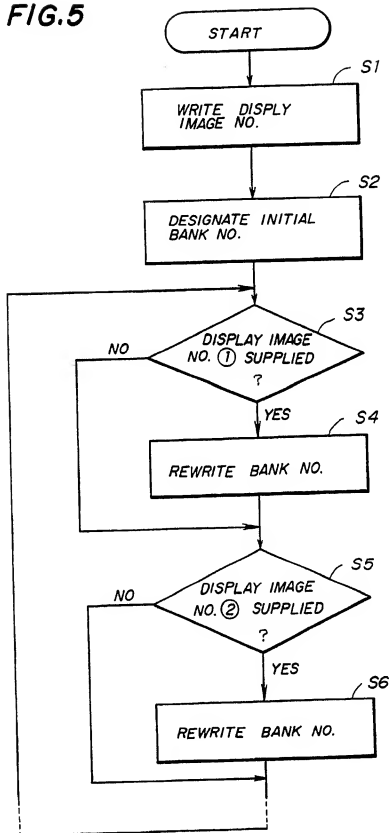 FIG.5
START
S1
WRITE DISPLY
IMAGE NO.
S2
DESIGNATE INITIAL
BANK NO.
S3
DISPLAY IMAGE
NO. ① SUPPLIED
?
NO
YES
S4
REWRITE BANK NO.
S5
DISPLAY IMAGE
NO. ② SUPPLIED
?
NO
YES
S6
REWRITE BANK NO.